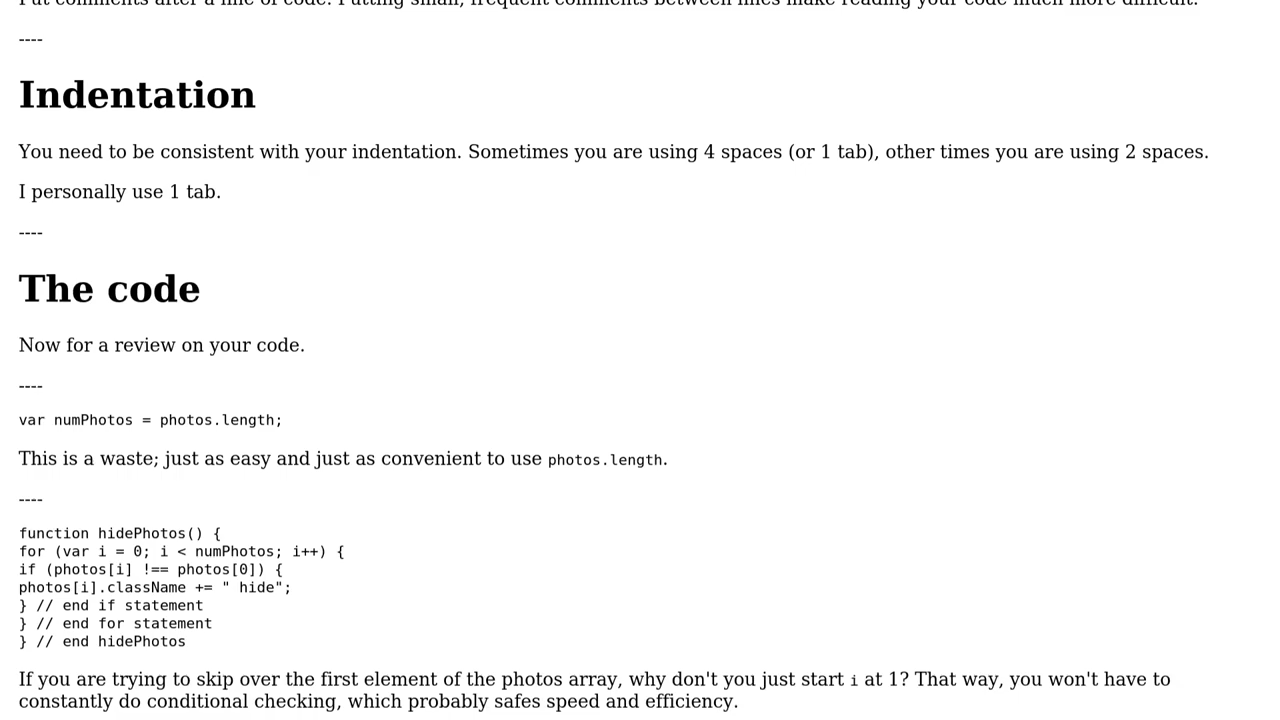 Put comments after a line of code. Putting small, frequent comments between lines make reading your code much more difficult.
----
Indentation
You need to be consistent with your indentation. Sometimes you are using 4 spaces (or 1 tab), other times you are using 2 spaces.
I personally use 1 tab.
----
The code
Now for a review on your code.
----
var numPhotos = photos.length;
This is a waste; just as easy and just as convenient to use photos.length.
----
function hidePhotos() {
for (var i = 0; i < numPhotos; i++) {
if (photos[i] !== photos[0]) {
photos[i].className += " hide";
} // end if statement
} // end for statement
} // end hidePhotos
If you are trying to skip over the first element of the photos array, why don't you just start i at 1? That way, you won't have to
constantly do conditional checking, which probably safes speed and efficiency.